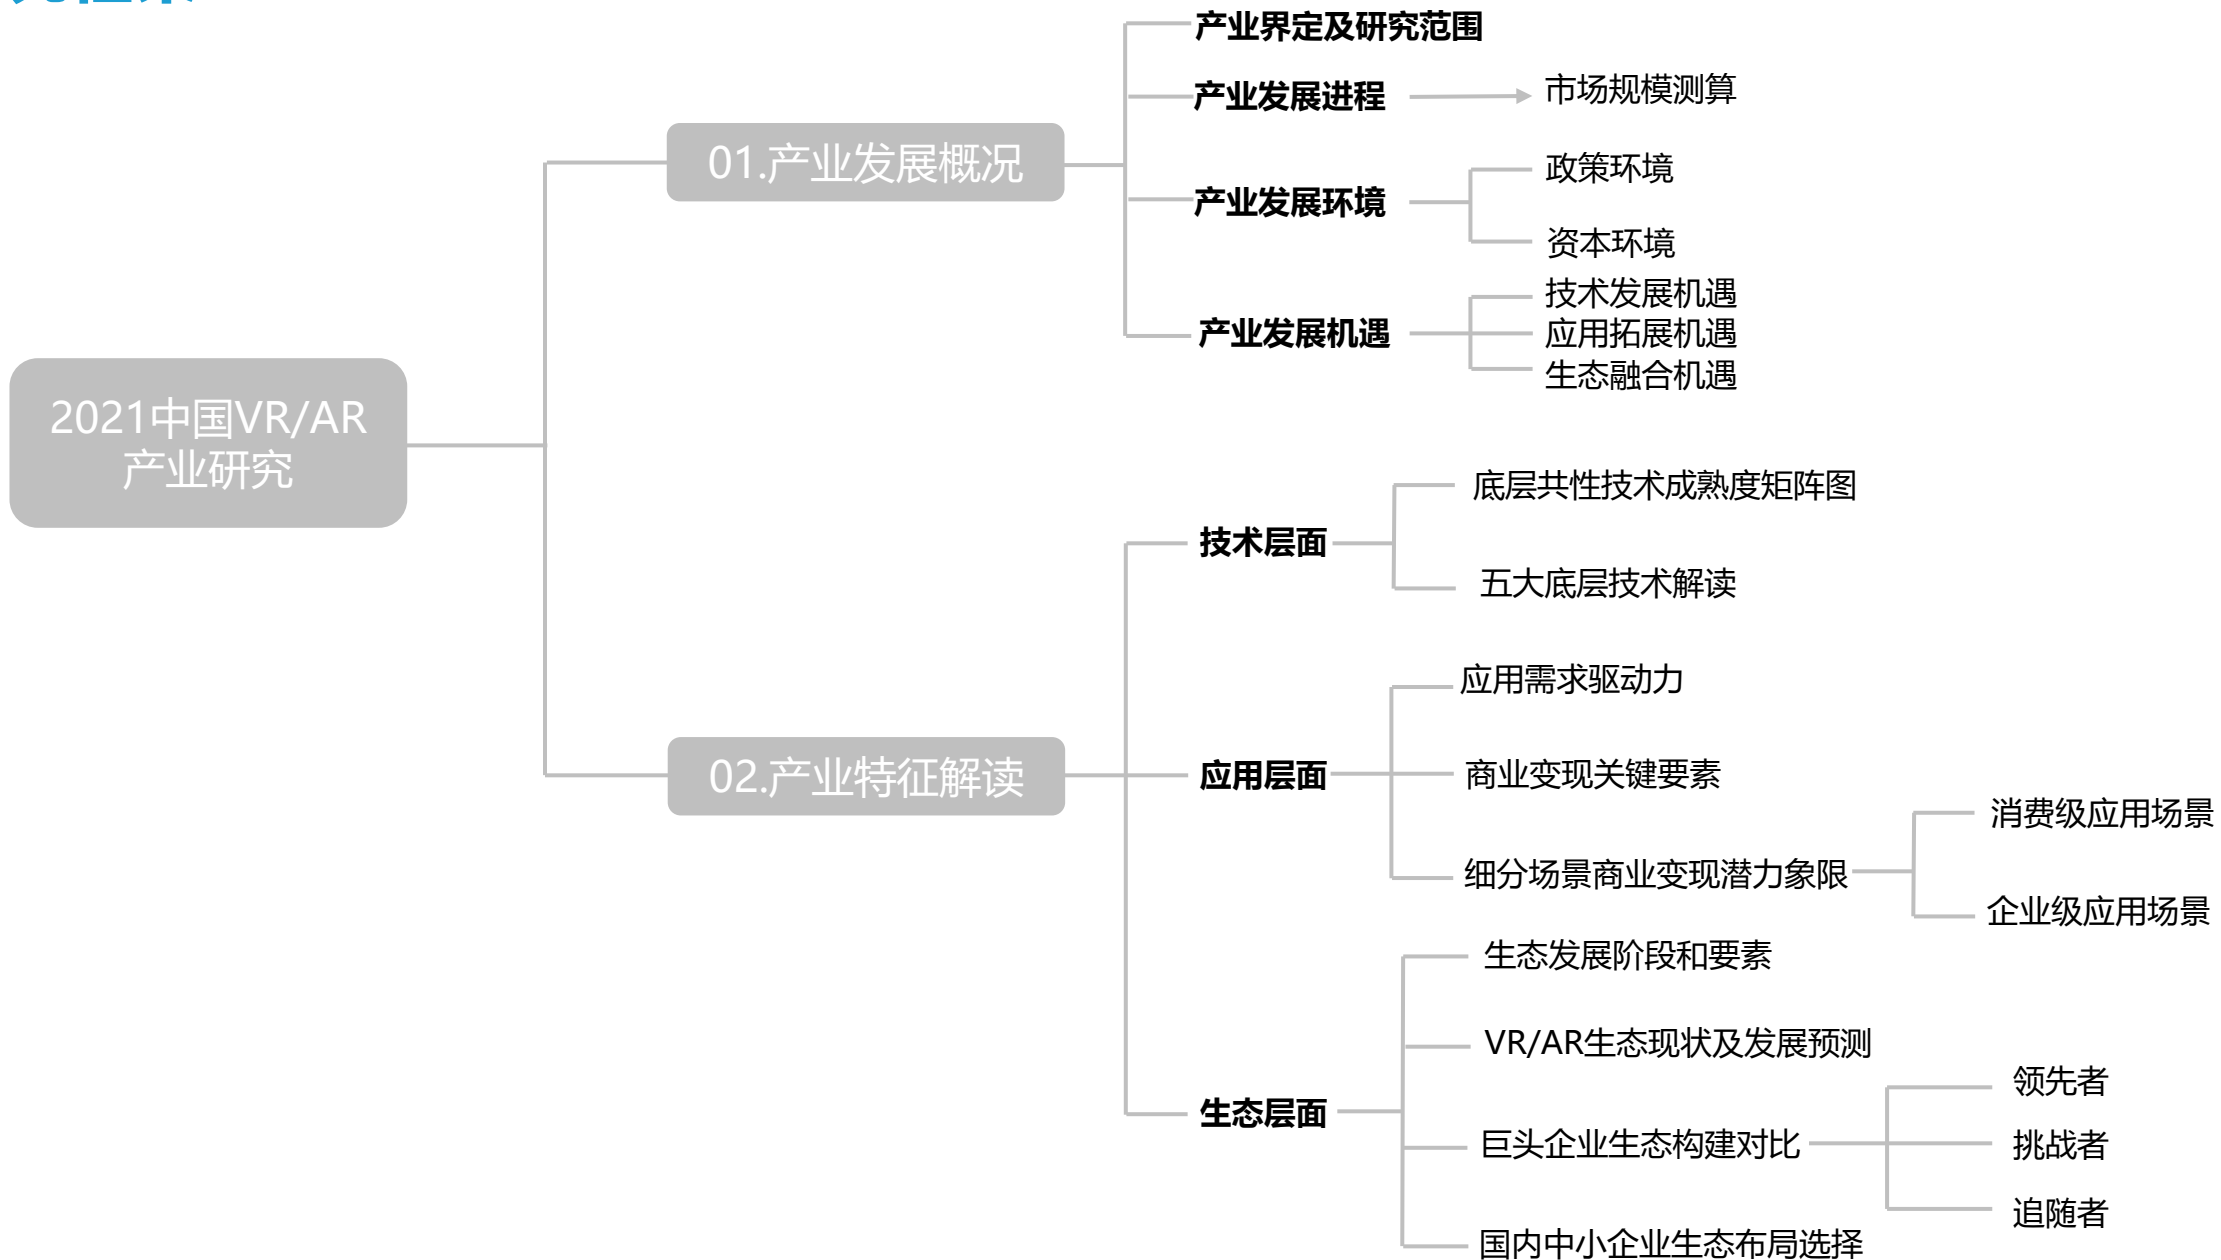 产业界定及研究范围
产业发展进程
市场规模测算
01.产业发展概况
政策环境
产业发展环境
资本环境
技术发展机遇
产业发展机遇
应用拓展机遇
生态融合机遇
2021中国VR/AR
产业研究
底层共性技术成熟度矩阵图
技术层面
五大底层技术解读
应用需求驱动力
02.产业特征解读
应用层面
商业变现关键要素
消费级应用场景
细分场景商业变现潜力象限
企业级应用场景
生态发展阶段和要素
VR/AR生态现状及发展预测
生态层面
领先者
巨头企业生态构建对比
挑战者
追随者
国内中小企业生态布局选择